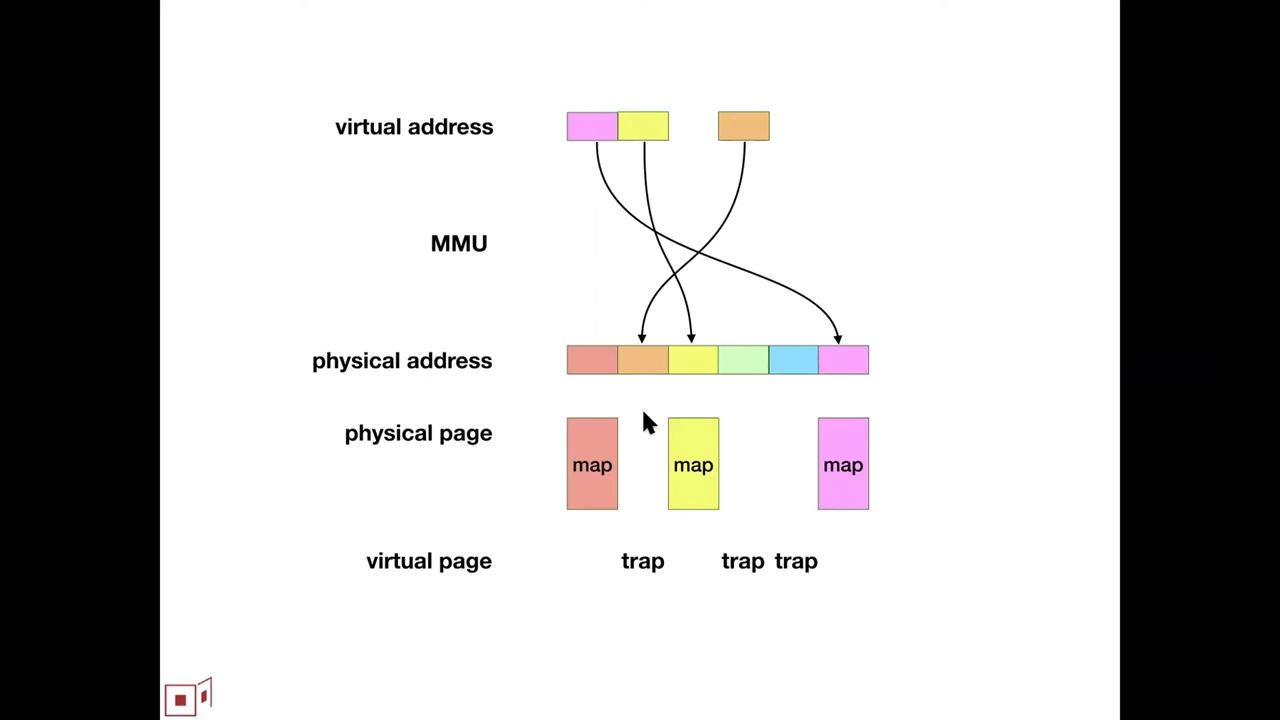 virtual address
MMU
physical address
physical page
map map map
virtual page
trap trap trap